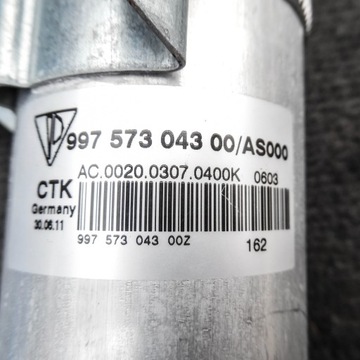 997 573 043 00/AS000
AC.0020.0307.0400K 0603
CTK
Germany
30.06.11
997 573 043 00Z 162